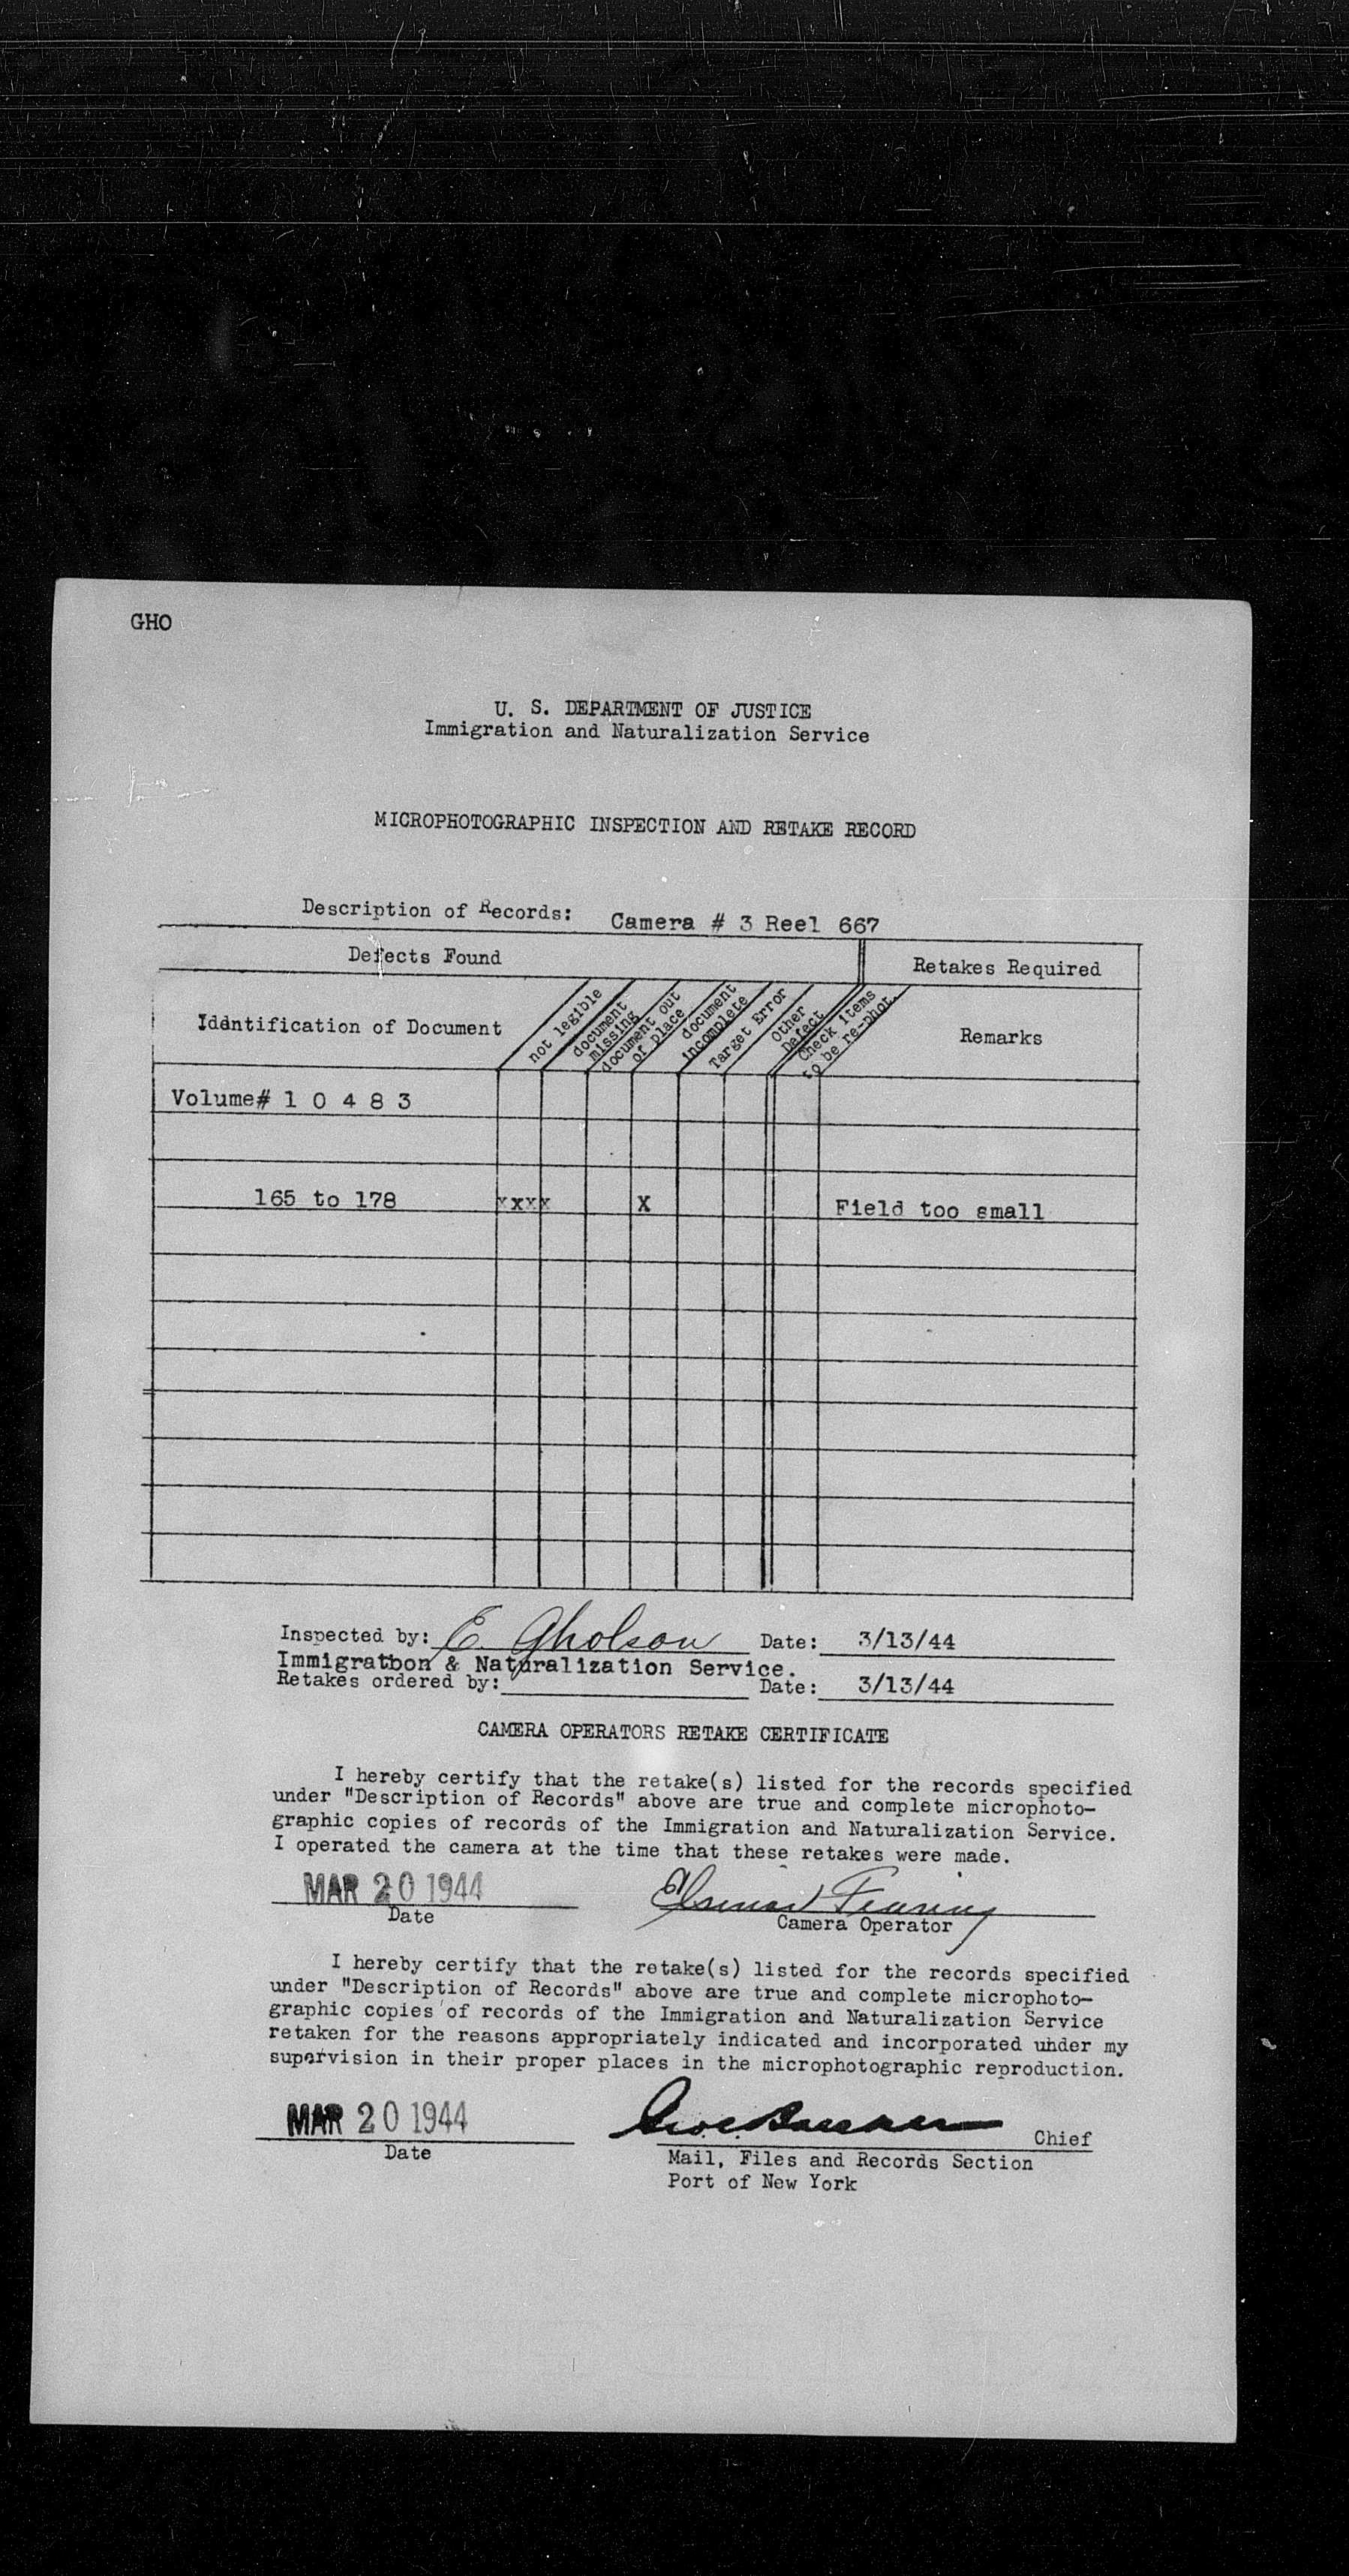 GHO
U. S. DEPARTMENT OF JUSTICE
Immigration and Naturalization Service
MICROPHOTOGRAPHIC INSPECTION AND RETAKE RECORD
Description of Records: Camera # 3 Reel 667
Defects Found
Retakes Required
Idantification of Document
not legible
document missing
document out of place
document incomplete
Target Error
Other Defect
Check items to be re-phot.
Remarks
Volume# 1 0 4 8 3
165 to 178 xxxx X Field too small
Inspected by: E. Gholson Date: 3/13/44
Immigratbon & Naturalization Service.
Retakes ordered by: Date: 3/13/44
CAMERA OPERATORS RETAKE CERTIFICATE
I hereby certify that the retake(s) listed for the records specified
under "Description of Records" above are true and complete microphoto-
graphic copies of records of the Immigration and Naturalization Service.
I operated the camera at the time that these retakes were made.
MAR 20 1944
Date
Camera Operator
I hereby certify that the retake(s) listed for the records specified
under "Description of Records" above are true and complete microphoto-
graphic copies of records of the Immigration and Naturalization Service
retaken for the reasons appropriately indicated and incorporated under my
supervision in their proper places in the microphotographic reproduction.
MAR 20 1944
Date
Chief
Mail, Files and Records Section
Port of New York